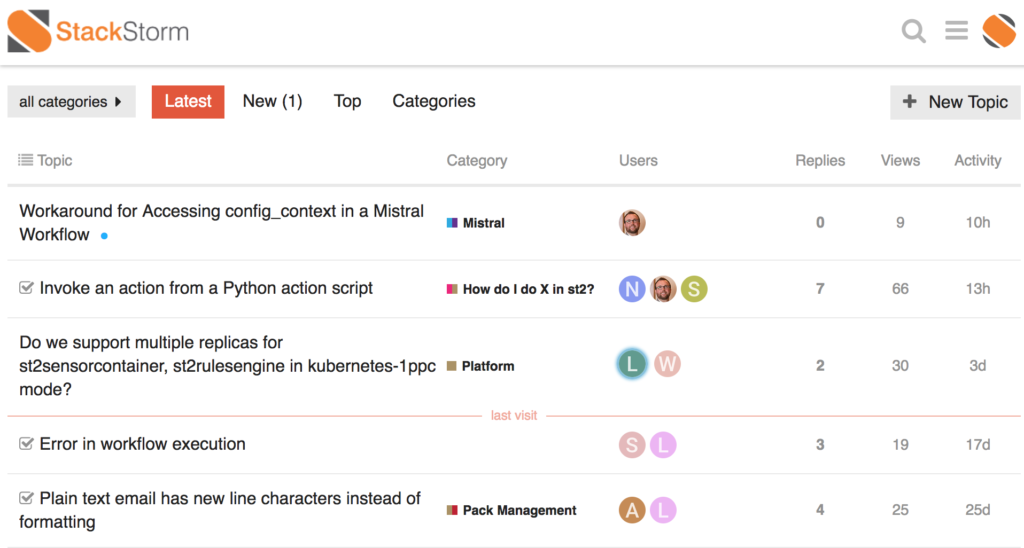 StackStorm
all categories
Latest
New (1)
Top
Categories
New Topic
Topic
Category
Users
Replies
Views
Activity
Workaround for Accessing config_context in a Mistral
Workflow
Mistral
0
9
10h
Invoke an action from a Python action script
How do I do X in st2?
N
S
7
66
13h
Do we support multiple replicas for
st2sensorcontainer, st2rulesengine in kubernetes-1ppc
mode?
Platform
L
W
2
30
3d
last visit
Error in workflow execution
S
L
3
19
17d
Plain text email has new line characters instead of
formatting
Pack Management
A
L
4
25
25d